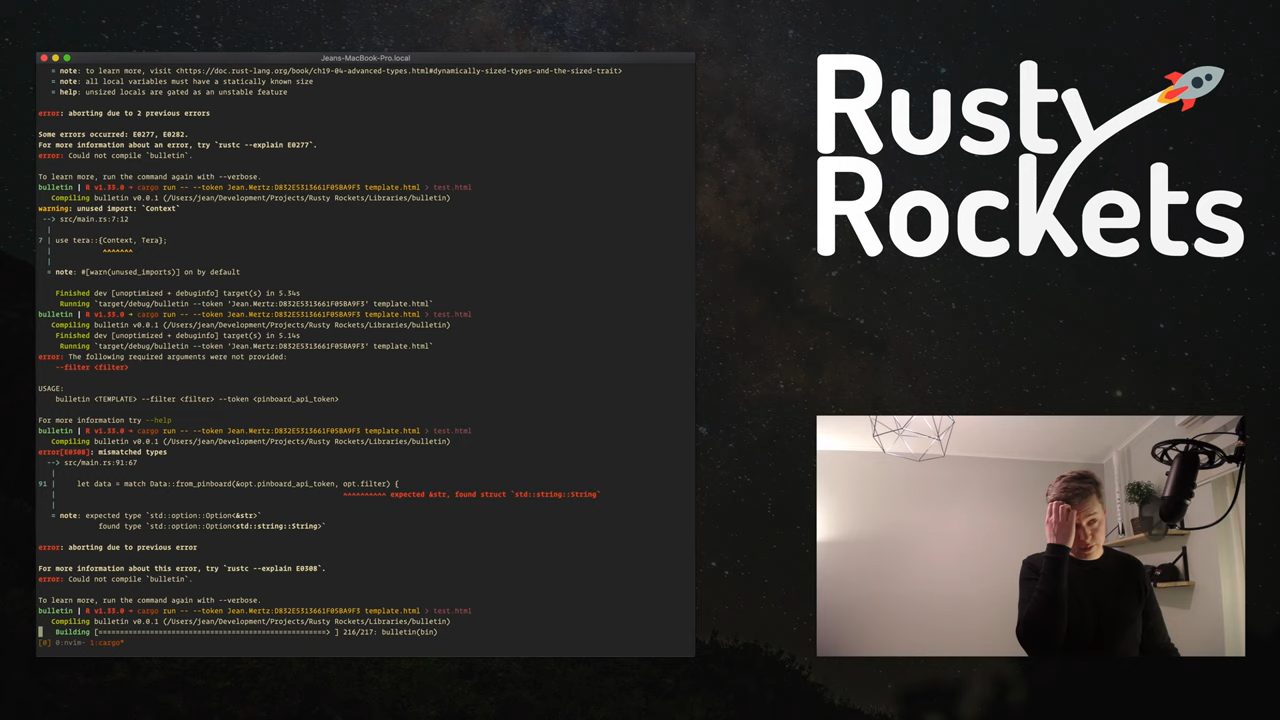 Jeans-MacBook-Pro.local
= note: to learn more, visit <https://doc.rust-lang.org/book/ch19-04-advanced-types.html#dynamically-sized-types-and-the-sized-trait>
= note: all local variables must have a statically known size
= help: unsized locals are gated as an unstable feature
error: aborting due to 2 previous errors
Some errors occurred: E0277, E0282.
For more information about an error, try `rustc --explain E0277`.
error: Could not compile `bulletin`.
To learn more, run the command again with --verbose.
bulletin | R v1.33.0 → cargo run -- --token Jean.Mertz:D832E5313661F05BA9F3 template.html > test.html
Compiling bulletin v0.0.1 (/Users/jean/Development/Projects/Rusty Rockets/Libraries/bulletin)
warning: unused import: `Context`
--> src/main.rs:7:12
|
7 | use tera::{Context, Tera};
| ^^^^^^^
|
= note: #[warn(unused_imports)] on by default
Finished dev [unoptimized + debuginfo] target(s) in 5.34s
Running `target/debug/bulletin --token 'Jean.Mertz:D832E5313661F05BA9F3' template.html`
bulletin | R v1.33.0 → cargo run -- --token Jean.Mertz:D832E5313661F05BA9F3 template.html > test.html
Compiling bulletin v0.0.1 (/Users/jean/Development/Projects/Rusty Rockets/Libraries/bulletin)
Finished dev [unoptimized + debuginfo] target(s) in 5.14s
Running `target/debug/bulletin --token 'Jean.Mertz:D832E5313661F05BA9F3' template.html`
error: The following required arguments were not provided:
--filter <filter>
USAGE:
bulletin <TEMPLATE> --filter <filter> --token <pinboard_api_token>
For more information try --help
bulletin | R v1.33.0 → cargo run -- --token Jean.Mertz:D832E5313661F05BA9F3 template.html > test.html
Compiling bulletin v0.0.1 (/Users/jean/Development/Projects/Rusty Rockets/Libraries/bulletin)
error[E0308]: mismatched types
--> src/main.rs:91:67
|
91 | let data = match Data::from_pinboard(&opt.pinboard_api_token, opt.filter) {
| ^^^^^^^^^^ expected &str, found struct `std::string::String`
|
= note: expected type `std::option::Option<&str>`
found type `std::option::Option<std::string::String>`
error: aborting due to previous error
For more information about this error, try `rustc --explain E0308`.
error: Could not compile `bulletin`.
To learn more, run the command again with --verbose.
bulletin | R v1.33.0 → cargo run -- --token Jean.Mertz:D832E5313661F05BA9F3 template.html > test.html
Compiling bulletin v0.0.1 (/Users/jean/Development/Projects/Rusty Rockets/Libraries/bulletin)
Building [======================================================> ] 216/217: bulletin(bin)
[0] 0:nvim- 1:cargo*
Rusty
Rockets